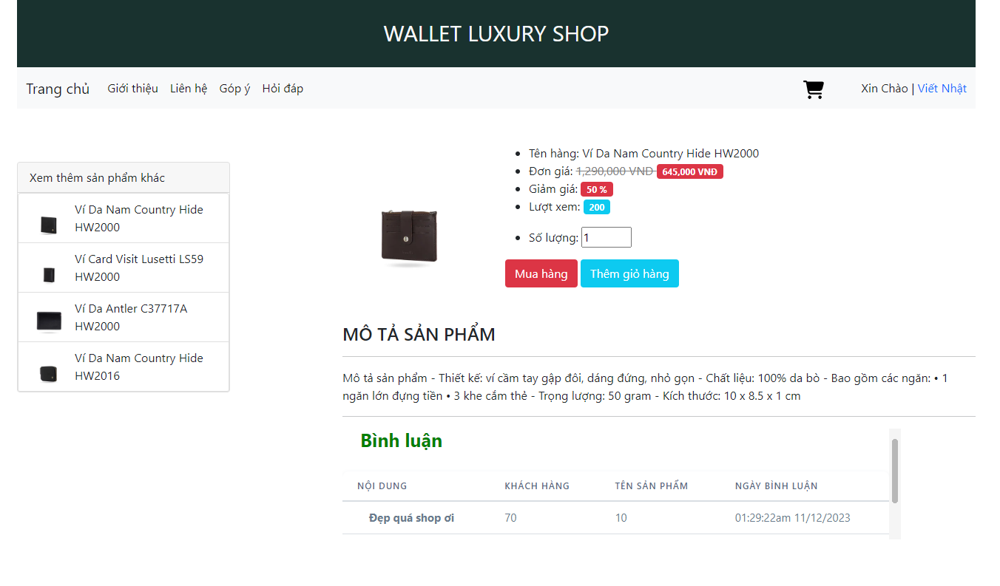 WALLET LUXURY SHOP
Trang chủ Giới thiệu Liên hệ Góp ý Hỏi đáp Xin Chào | Viết Nhật
Xem thêm sản phẩm khác
Ví Da Nam Country Hide
HW2000
Ví Card Visit Lusetti LS59
HW2000
Ví Da Antler C37717A
HW2000
Ví Da Nam Country Hide
HW2016
Tên hàng: Ví Da Nam Country Hide HW2000
Đơn giá: 1,290,000 VNĐ 645,000 VNĐ
Giảm giá: 50 %
Lượt xem: 200
Số lượng: 1
Mua hàng Thêm giỏ hàng
MÔ TẢ SẢN PHẨM
Mô tả sản phẩm - Thiết kế: ví cầm tay gập đôi, dáng đứng, nhỏ gọn - Chất liệu: 100% da bò - Bao gồm các ngăn: • 1
ngăn lớn đựng tiền • 3 khe cắm thẻ - Trọng lượng: 50 gram - Kích thước: 10 x 8.5 x 1 cm
Bình luận
NỘI DUNG KHÁCH HÀNG TÊN SẢN PHẨM NGÀY BÌNH LUẬN
Đẹp quá shop ơi 70 10 01:29:22am 11/12/2023